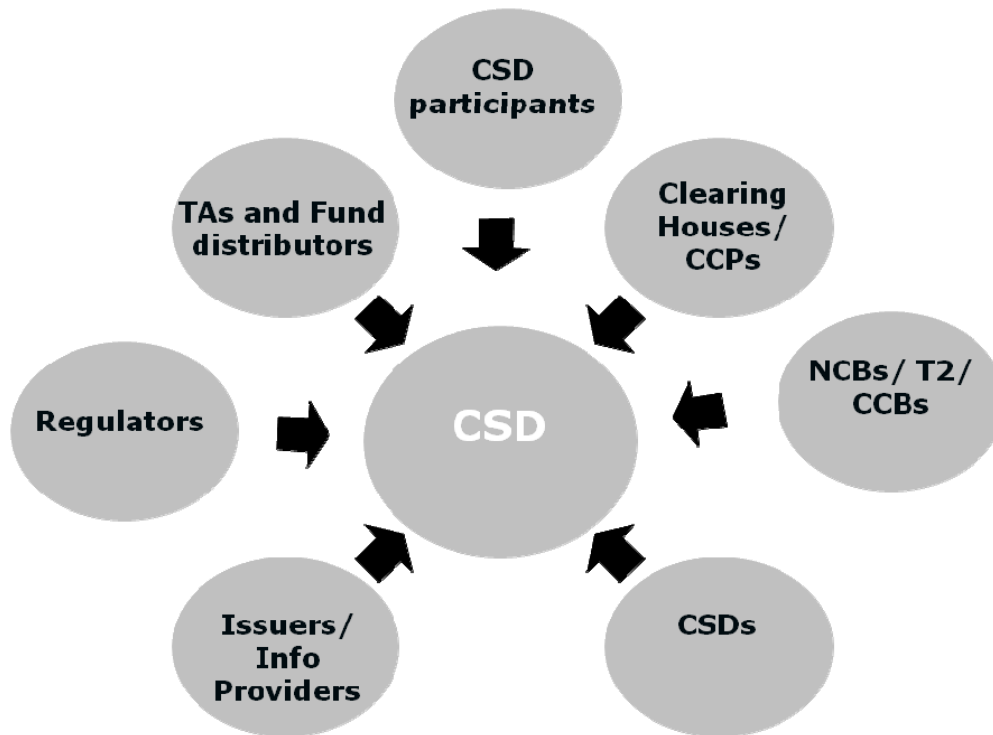 CSD
participants
TAs and Fund
distributors
Clearing
Houses/
CCPs
Regulators
CSD
NCBs/ T2/
CCBs
Issuers/
Info
Providers
CSDs